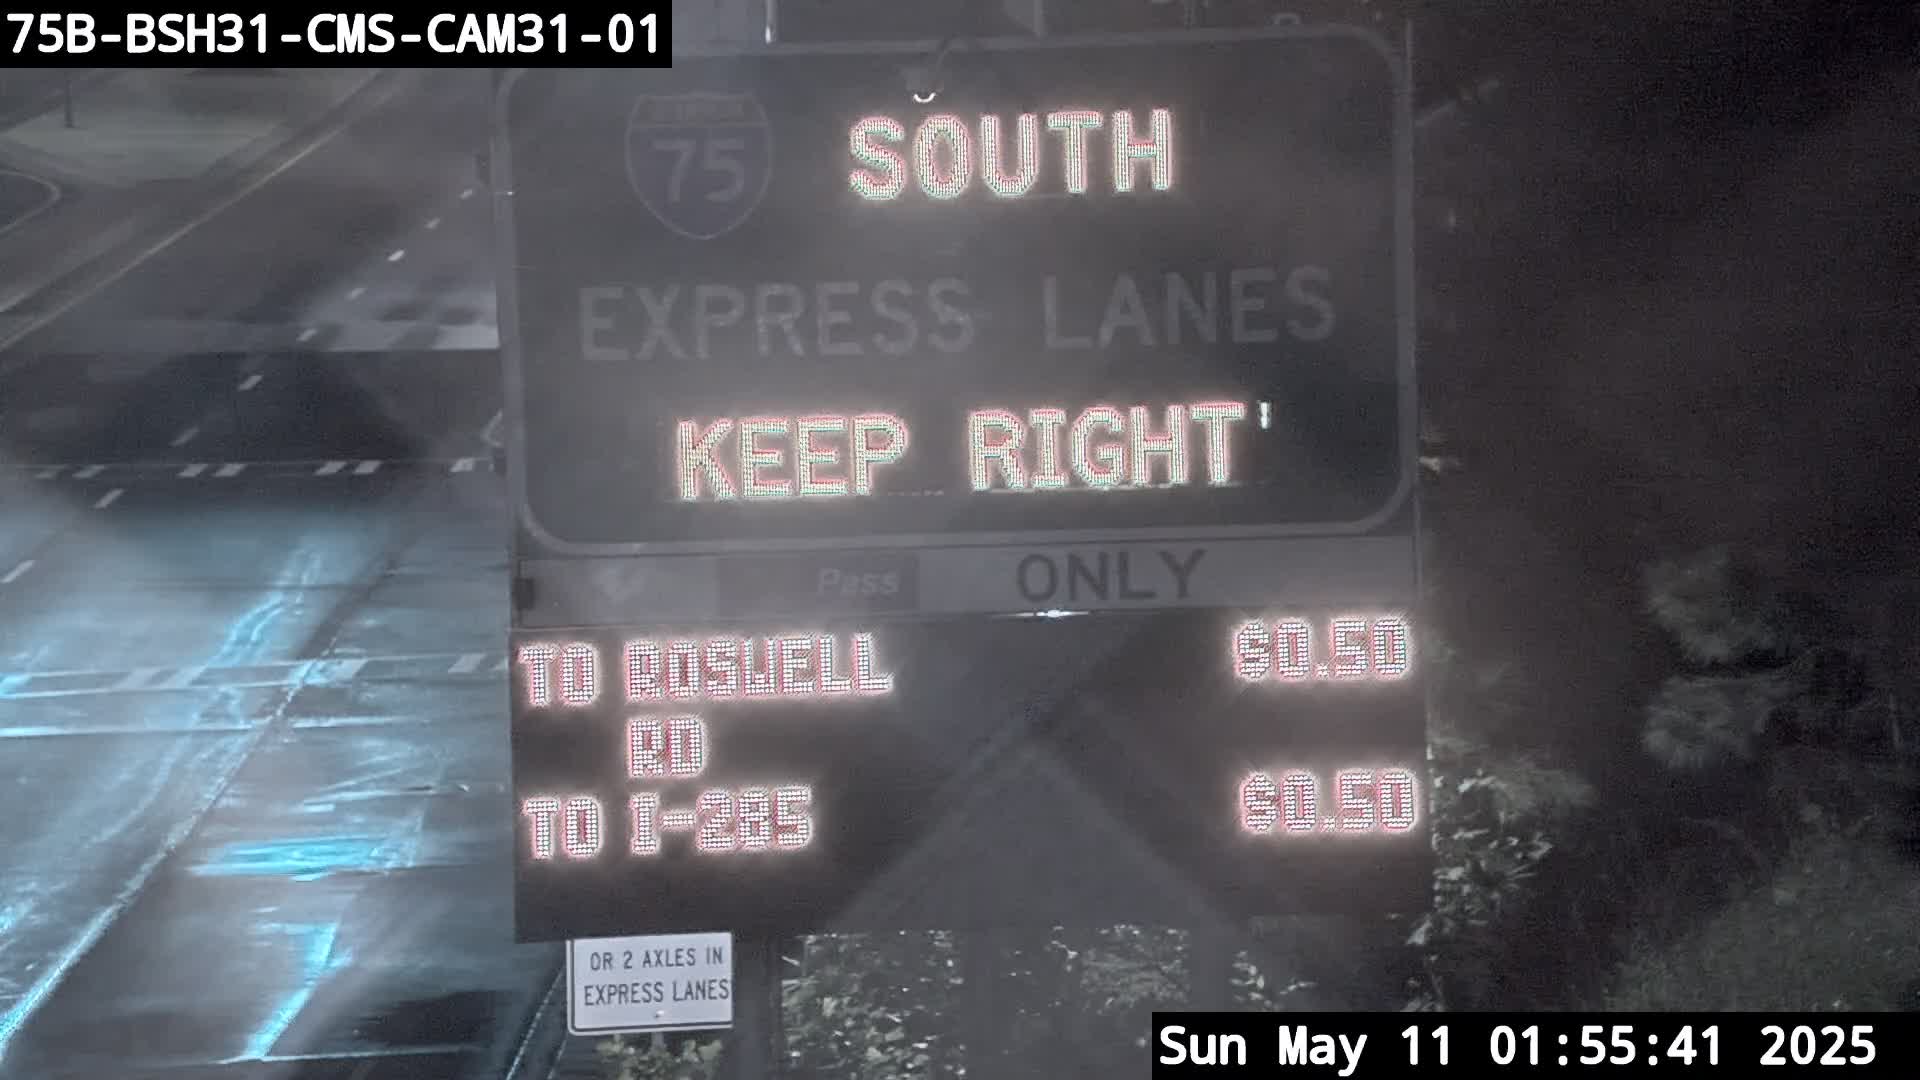 75B-BSH31-CMS-CAM31-01
75 SOUTH
EXPRESS LANES
KEEP RIGHT
Pass ONLY
TO ROSWELL $0.50
RD
TO I-285 $0.50
OR 2 AXLES IN
EXPRESS LANES
Sun May 11 01:55:41 2025